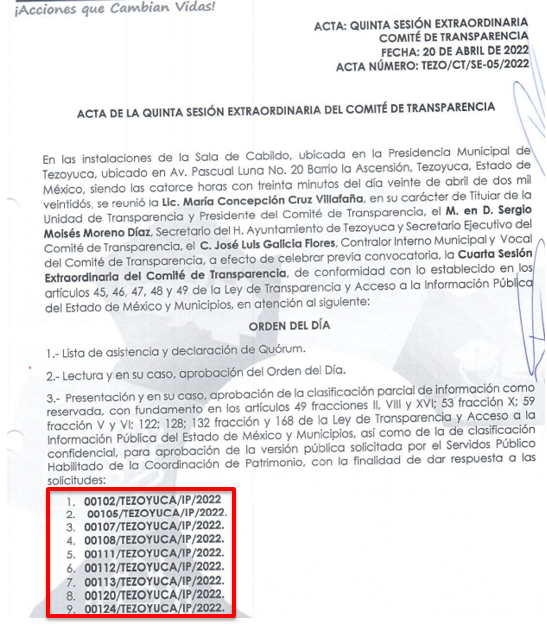 ¡Acciones que Cambian Vidas!
ACTA: QUINTA SESIÓN EXTRAORDINARIA
COMITÉ DE TRANSPARENCIA
FECHA: 20 DE ABRIL DE 2022
ACTA NÚMERO: TEZO/CT/SE-05/2022
ACTA DE LA QUINTA SESIÓN EXTRAORDINARIA DEL COMITÉ DE TRANSPARENCIA
En las instalaciones de la Sala de Cabildo, ubicada en la Presidencia Municipal de
Tezoyuca, ubicado en Av. Pascual Luna No. 20 Barrio la Ascensión, Tezoyuca, Estado de
México, siendo las catorce horas con treinta minutos del día veinte de abril de dos mil
veintidós, se reunió la Lic. María Concepción Cruz Villafaña, en su carácter de Titular de la
Unidad de Transparencia y Presidente del Comité de Transparencia, el M. en D. Sergio
Moisés Moreno Díaz, Secretario del H. Ayuntamiento de Tezoyuca y Secretario Ejecutivo del
Comité de Transparencia, el C. José Luis Galicia Flores, Contralor Interno Municipal y Vocal
del Comité de Transparencia, a efecto de celebrar previa convocatoria, la Cuarta Sesión
Extraordinaria del Comité de Transparencia, de conformidad con lo establecido en los
artículos 45, 46, 47, 48 y 49 de la Ley de Transparencia y Acceso a la Información Pública
del Estado de México y Municipios, en atención al siguiente:
ORDEN DEL DÍA
1.- Lista de asistencia y declaración de Quórum.
2.- Lectura y en su caso, aprobación del Orden del Día.
3.- Presentación y en su caso, aprobación de la clasificación parcial de información como
reservada, con fundamento en los artículos 49 fracciones II, VIII y XVI; 53 fracción X; 59
fracción V y VI; 122; 128; 132 fracción y 168 de la Ley de Transparencia y Acceso a la
Información Pública del Estado de México y Municipios, así como de la de clasificación
confidencial, para aprobación de la versión pública solicitada por el Servidos Público
Habilitado de la Coordinación de Patrimonio, con la finalidad de dar respuesta a las
solicitudes:
1. 00102/TEZOYUCA/IP/2022
2. 00105/TEZOYUCA/IP/2022.
3. 00107/TEZOYUCA/IP/2022.
4. 00108/TEZOYUCA/IP/2022.
5. 00111/TEZOYUCA/IP/2022.
6. 00112/TEZOYUCA/IP/2022.
7. 00113/TEZOYUCA/IP/2022.
8. 00120/TEZOYUCA/IP/2022.
9. 00124/TEZOYUCA/IP/2022.